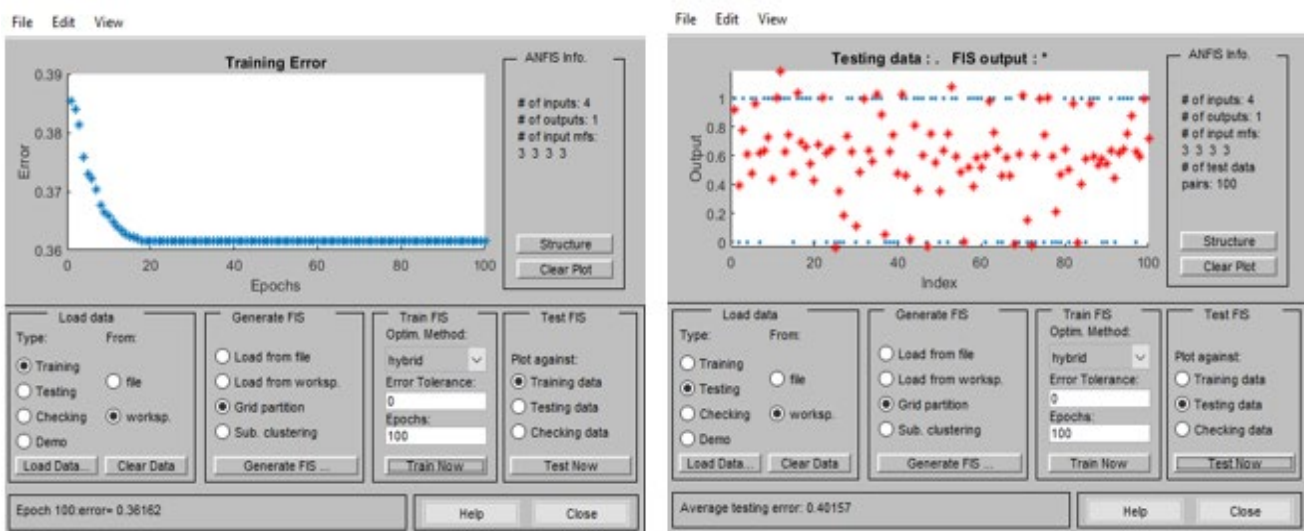 File Edit View
Training Error
0.39
0.38
0.37
0.36
Error
0 20 40 60 80 100
Epochs
ANFIS Info.
# of inputs: 4
# of outputs: 1
# of input mfs:
3 3 3 3
Structure
Clear Plot
Load data
Type: From:
Training
Testing
Checking
Demo
file
worksp.
Load Data... Clear Data
Generate FIS
Load from file
Load from worksp.
Grid partition
Sub. clustering
Generate FIS ...
Train FIS
Optim. Method:
hybrid
Error Tolerance:
0
Epochs:
100
Train Now
Test FIS
Plot against:
Training data
Testing data
Checking data
Test Now
Epoch 100:error= 0.36162
Help Close
File Edit View
Testing data : . FIS output : *
1
0.8
0.6
0.4
0.2
0
Output
0 20 40 60 80 100
Index
ANFIS Info.
# of inputs: 4
# of outputs: 1
# of input mfs:
3 3 3 3
# of test data
pairs: 100
Structure
Clear Plot
Load data
Type: From:
Training
Testing
Checking
Demo
file
worksp.
Load Data... Clear Data
Generate FIS
Load from file
Load from worksp.
Grid partition
Sub. clustering
Generate FIS ...
Train FIS
Optim. Method:
hybrid
Error Tolerance:
0
Epochs:
100
Train Now
Test FIS
Plot against:
Training data
Testing data
Checking data
Test Now
Average testing error: 0.40157
Help Close